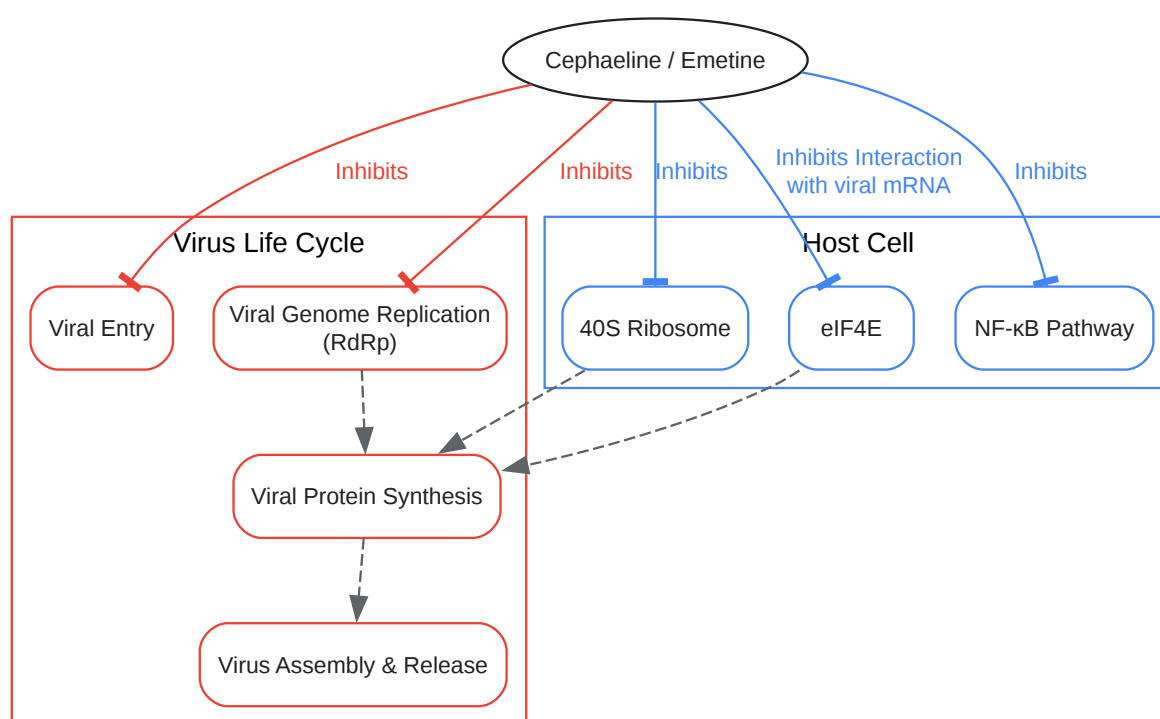 Cephaeline / Emetine
Inhibits
Inhibits
Inhibits
Inhibits Interaction
with viral mRNA
Inhibits
Virus Life Cycle
Host Cell
Viral Entry
Viral Genome Replication
(RdRp)
40S Ribosome
eIF4E
NF-κB Pathway
Viral Protein Synthesis
Virus Assembly & Release